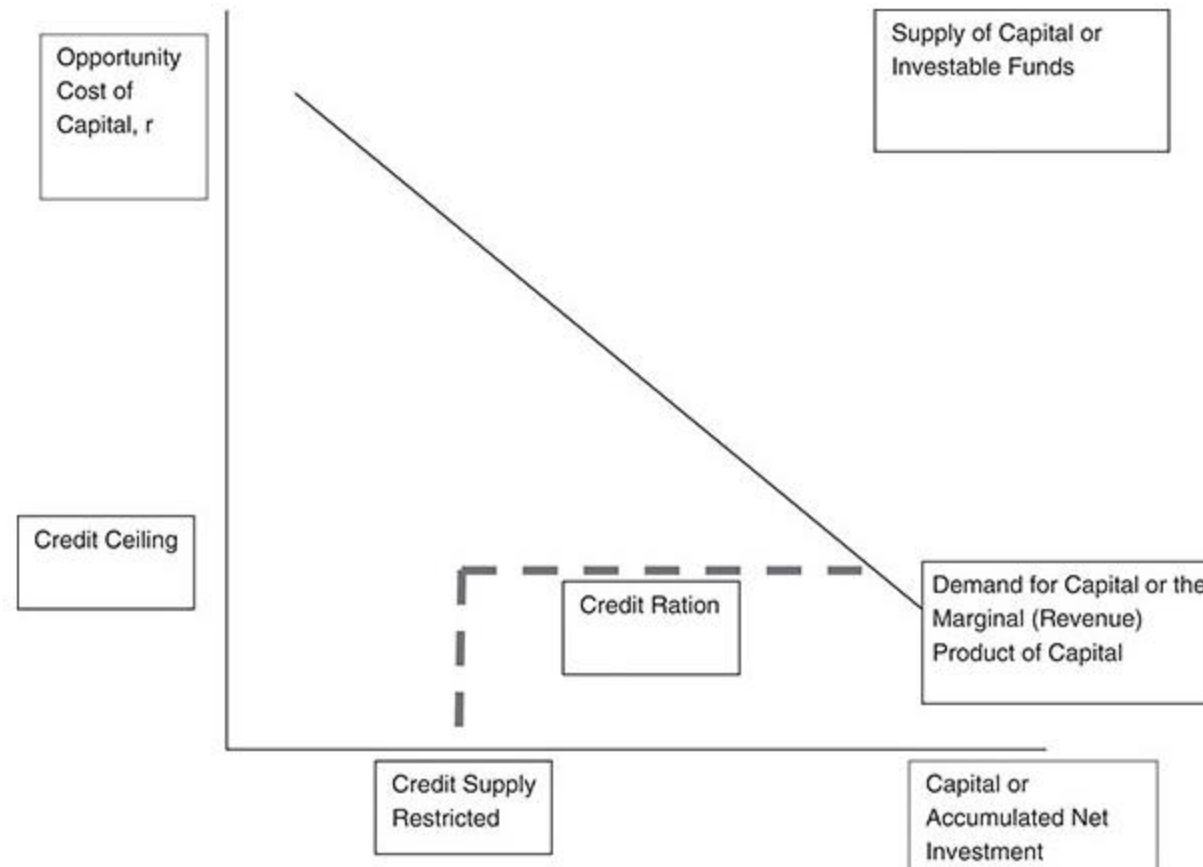 Opportunity
Cost of
Capital, r
Supply of Capital or
Investable Funds
Credit Ceiling
Credit Ration
Demand for Capital or the
Marginal (Revenue)
Product of Capital
Credit Supply
Restricted
Capital or
Accumulated Net
Investment